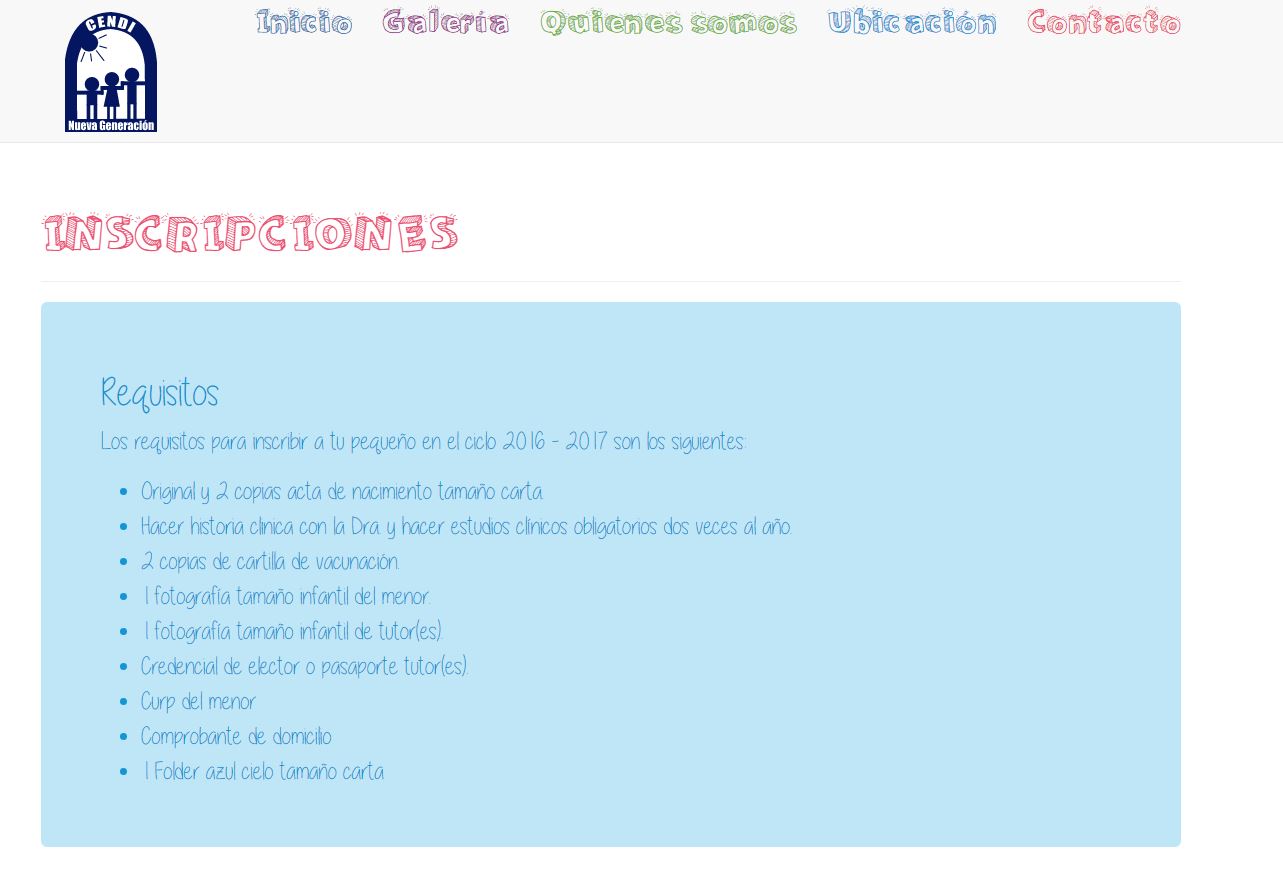 CENDI
Nueva Generación
Inicio Galería Quienes somos Ubicación Contacto
INSCRIPCIONES
Requisitos
Los requisitos para inscribir a tu pequeño en el ciclo 2016 - 2017 son los siguientes:
Original y 2 copias acta de nacimiento tamaño carta.
Hacer historia clinica con la Dra. y hacer estudios clínicos obligatorios dos veces al año.
2 copias de cartilla de vacunación.
1 fotografía tamaño infantil del menor.
1 fotografía tamaño infantil de tutor(es).
Credencial de elector o pasaporte tutor(es).
Curp del menor
Comprobante de domicilio
1 Folder azul cielo tamaño carta